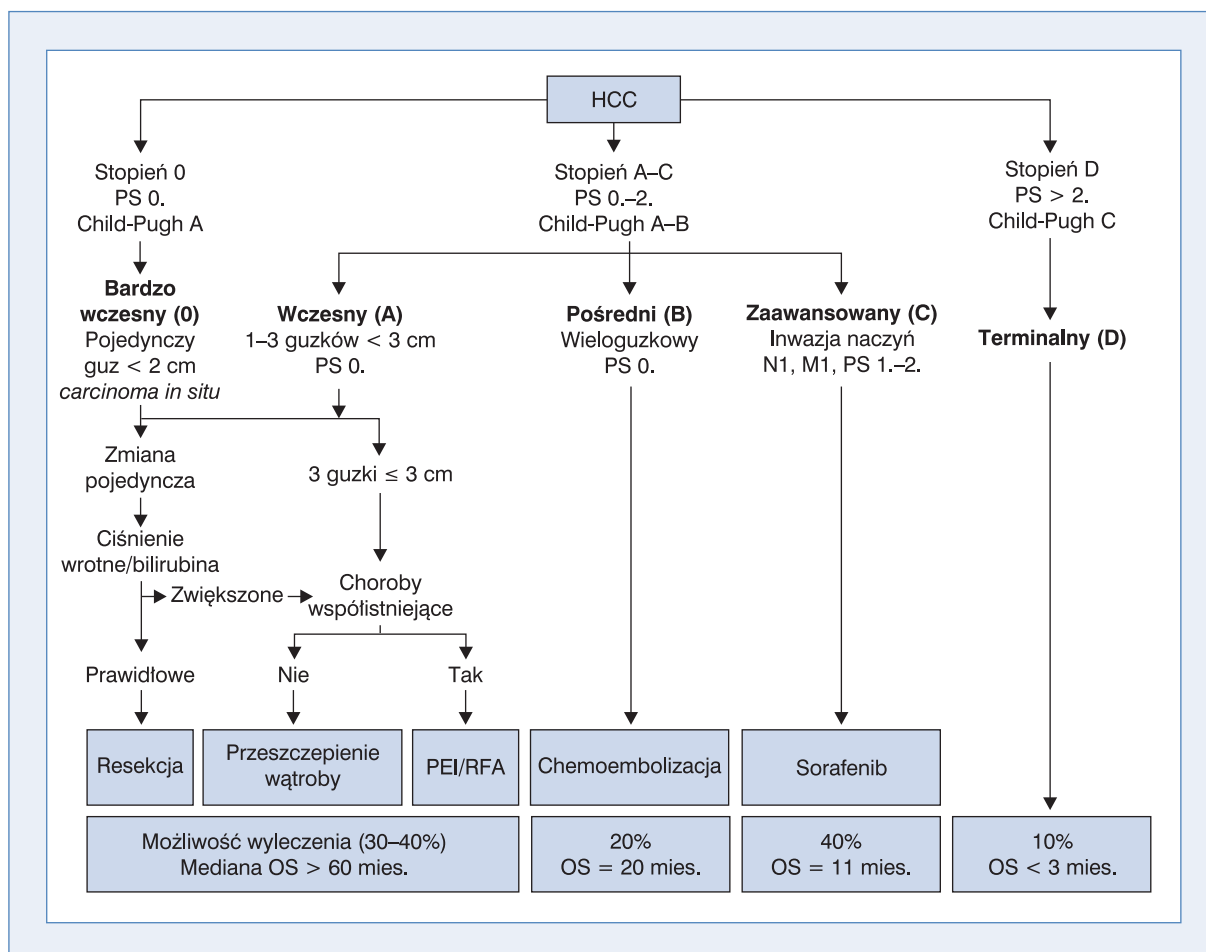 HCC
Stopień 0
PS 0.
Child-Pugh A
Stopień A–C
PS 0.–2.
Child-Pugh A–B
Stopień D
PS > 2.
Child-Pugh C
Bardzo
wczesny (0)
Pojedynczy
guz < 2 cm
carcinoma in situ
Wczesny (A)
1–3 guzków < 3 cm
PS 0.
Pośredni (B)
Wieloguzkowy
PS 0.
Zaawansowany (C)
Inwazja naczyń
N1, M1, PS 1.–2.
Terminalny (D)
Zmiana
pojedyncza
3 guzki ≤ 3 cm
Ciśnienie
wrotne/bilirubina
Zwiększone
Choroby
współistniejące
Prawidłowe
Nie
Tak
Resekcja
Przeszczepienie
wątroby
PEI/RFA
Chemoembolizacja
Sorafenib
Możliwość wyleczenia (30–40%)
Mediana OS > 60 mies.
20%
OS = 20 mies.
40%
OS = 11 mies.
10%
OS < 3 mies.